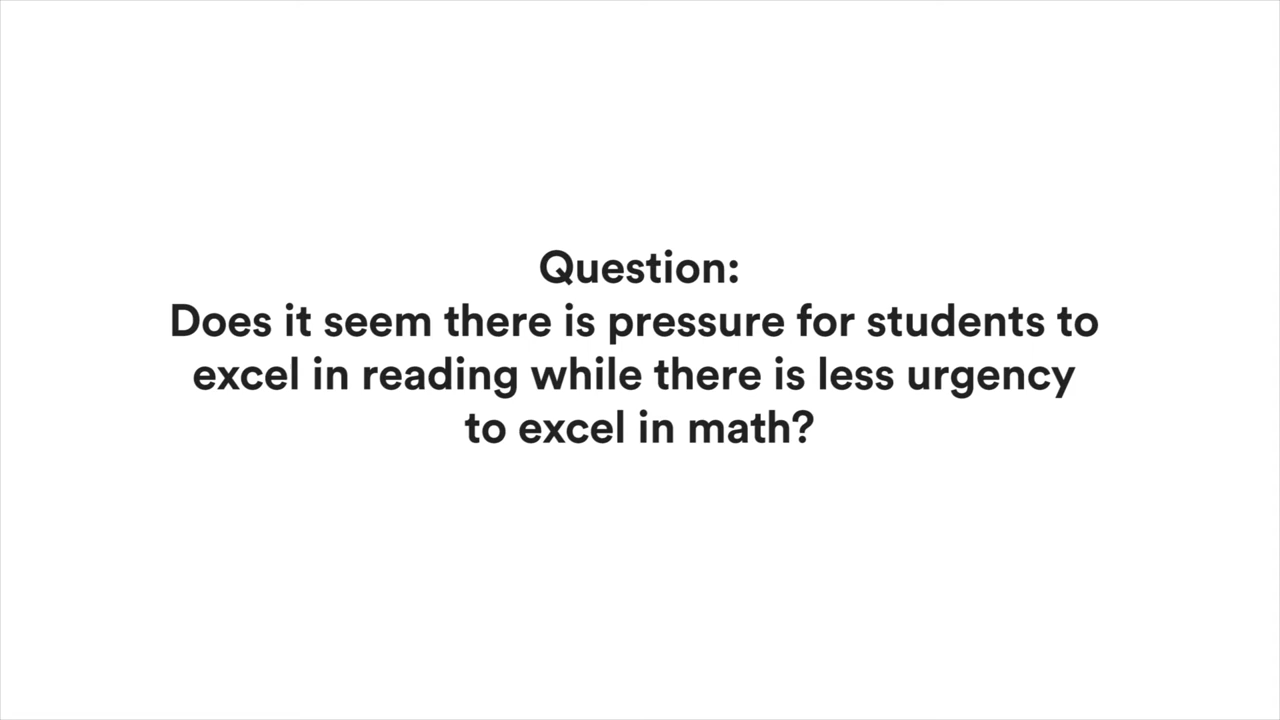 Question:
Does it seem there is pressure for students to
excel in reading while there is less urgency
to excel in math?